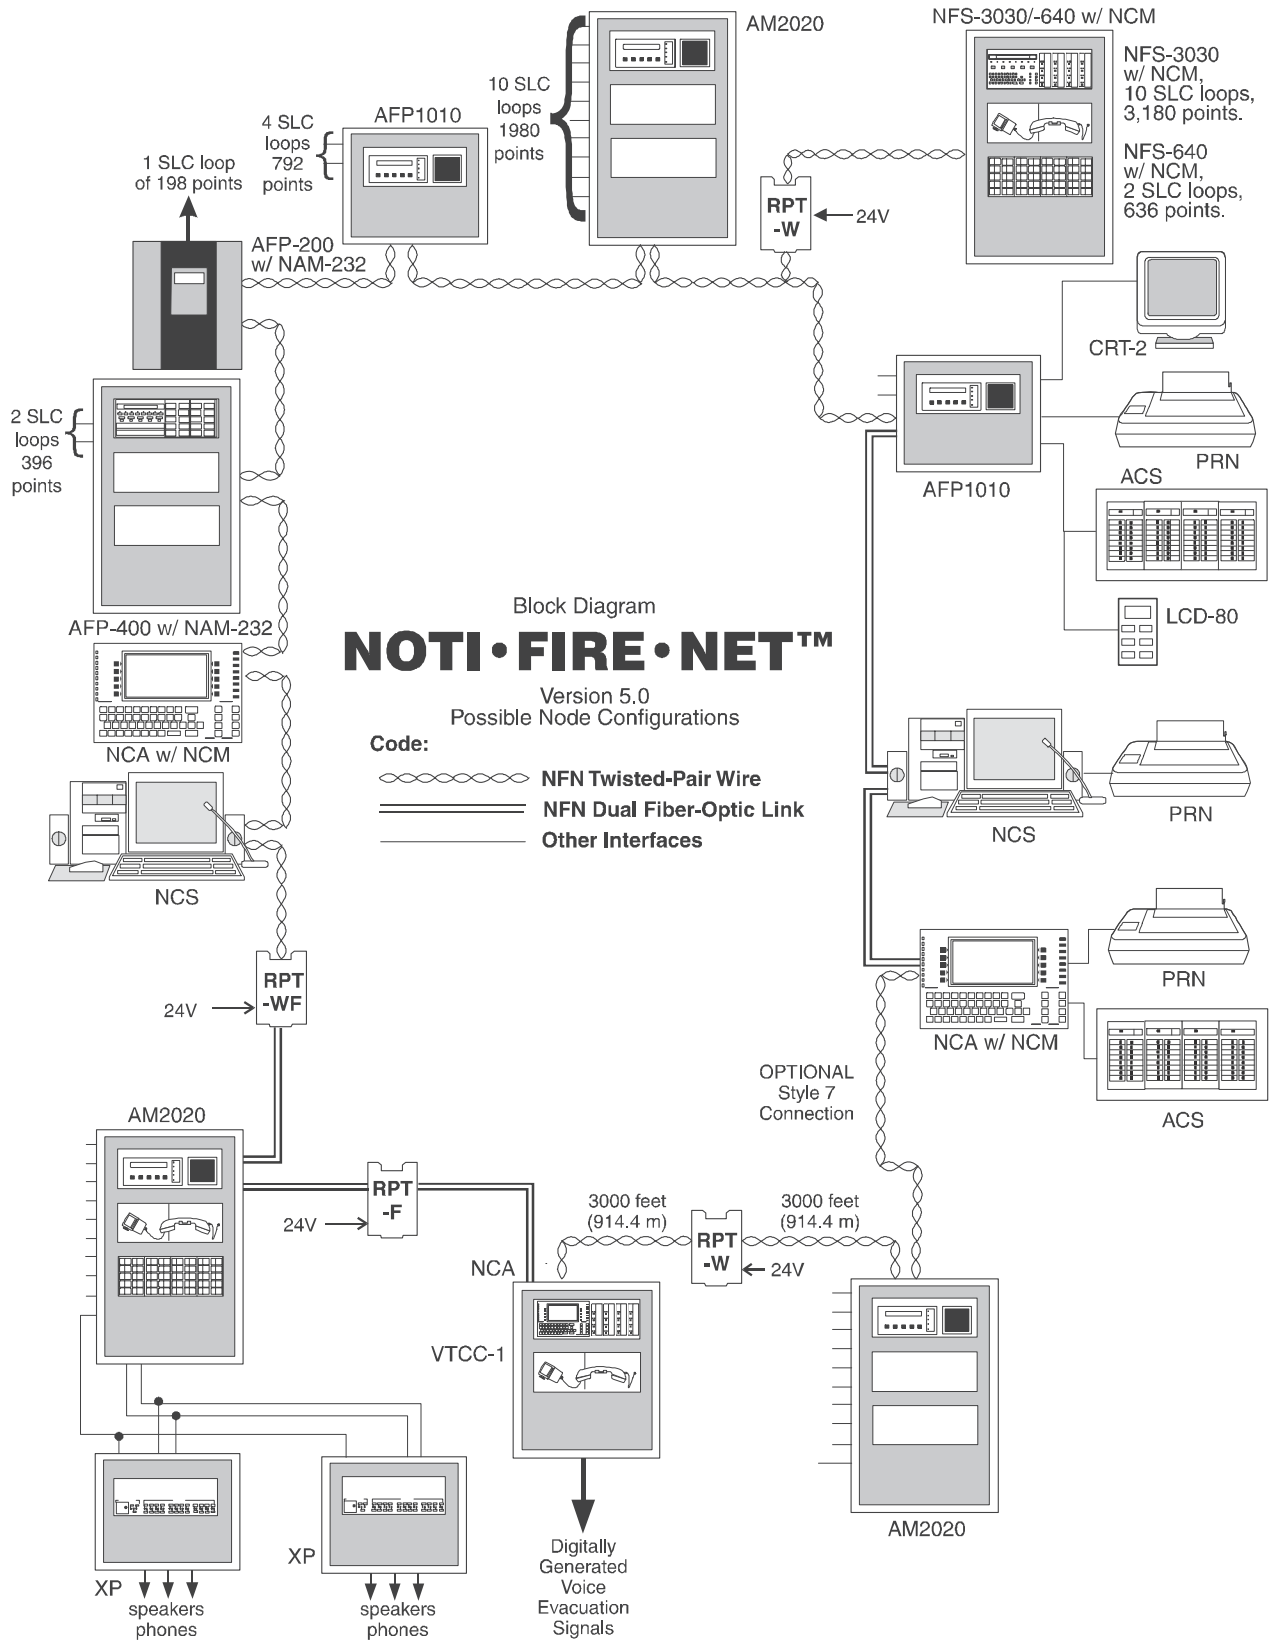 AM2020
NFS-3030/-640 w/ NCM
10 SLC
loops
1980
points
NFS-3030
w/ NCM,
10 SLC loops,
3,180 points.
NFS-640
w/ NCM,
2 SLC loops,
636 points.
AFP1010
4 SLC
loops
792
points
1 SLC loop
of 198 points
RPT
-W
24V
AFP-200
w/ NAM-232
CRT-2
2 SLC
loops
396
points
PRN
AFP1010
ACS
AFP-400 w/ NAM-232
LCD-80
Block Diagram
NOTI•FIRE•NET™
Version 5.0
Possible Node Configurations
Code:
NFN Twisted-Pair Wire
NFN Dual Fiber-Optic Link
Other Interfaces
NCA w/ NCM
NCS
NCS
PRN
RPT
-WF
24V
PRN
NCA w/ NCM
ACS
OPTIONAL
Style 7
Connection
AM2020
RPT
-F
24V
3000 feet
(914.4 m)
3000 feet
(914.4 m)
RPT
-W
24V
NCA
VTCC-1
AM2020
XP
speakers
phones
XP
speakers
phones
Digitally
Generated
Voice
Evacuation
Signals